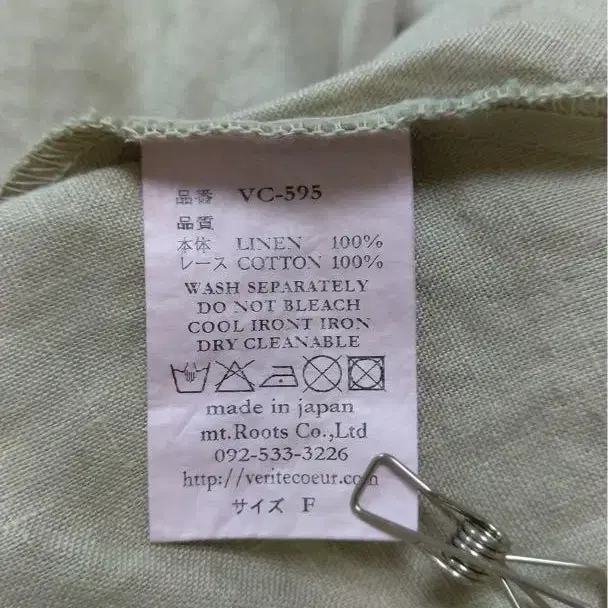 品番 VC-595
品質
本体 LINEN 100%
レース COTTON 100%
WASH SEPARATELY
DO NOT BLEACH
COOL IRONT IRON
DRY CLEANABLE
made in japan
mt.Roots Co.,Ltd
092-533-3226
http://veritecoeur.com
サイズ F